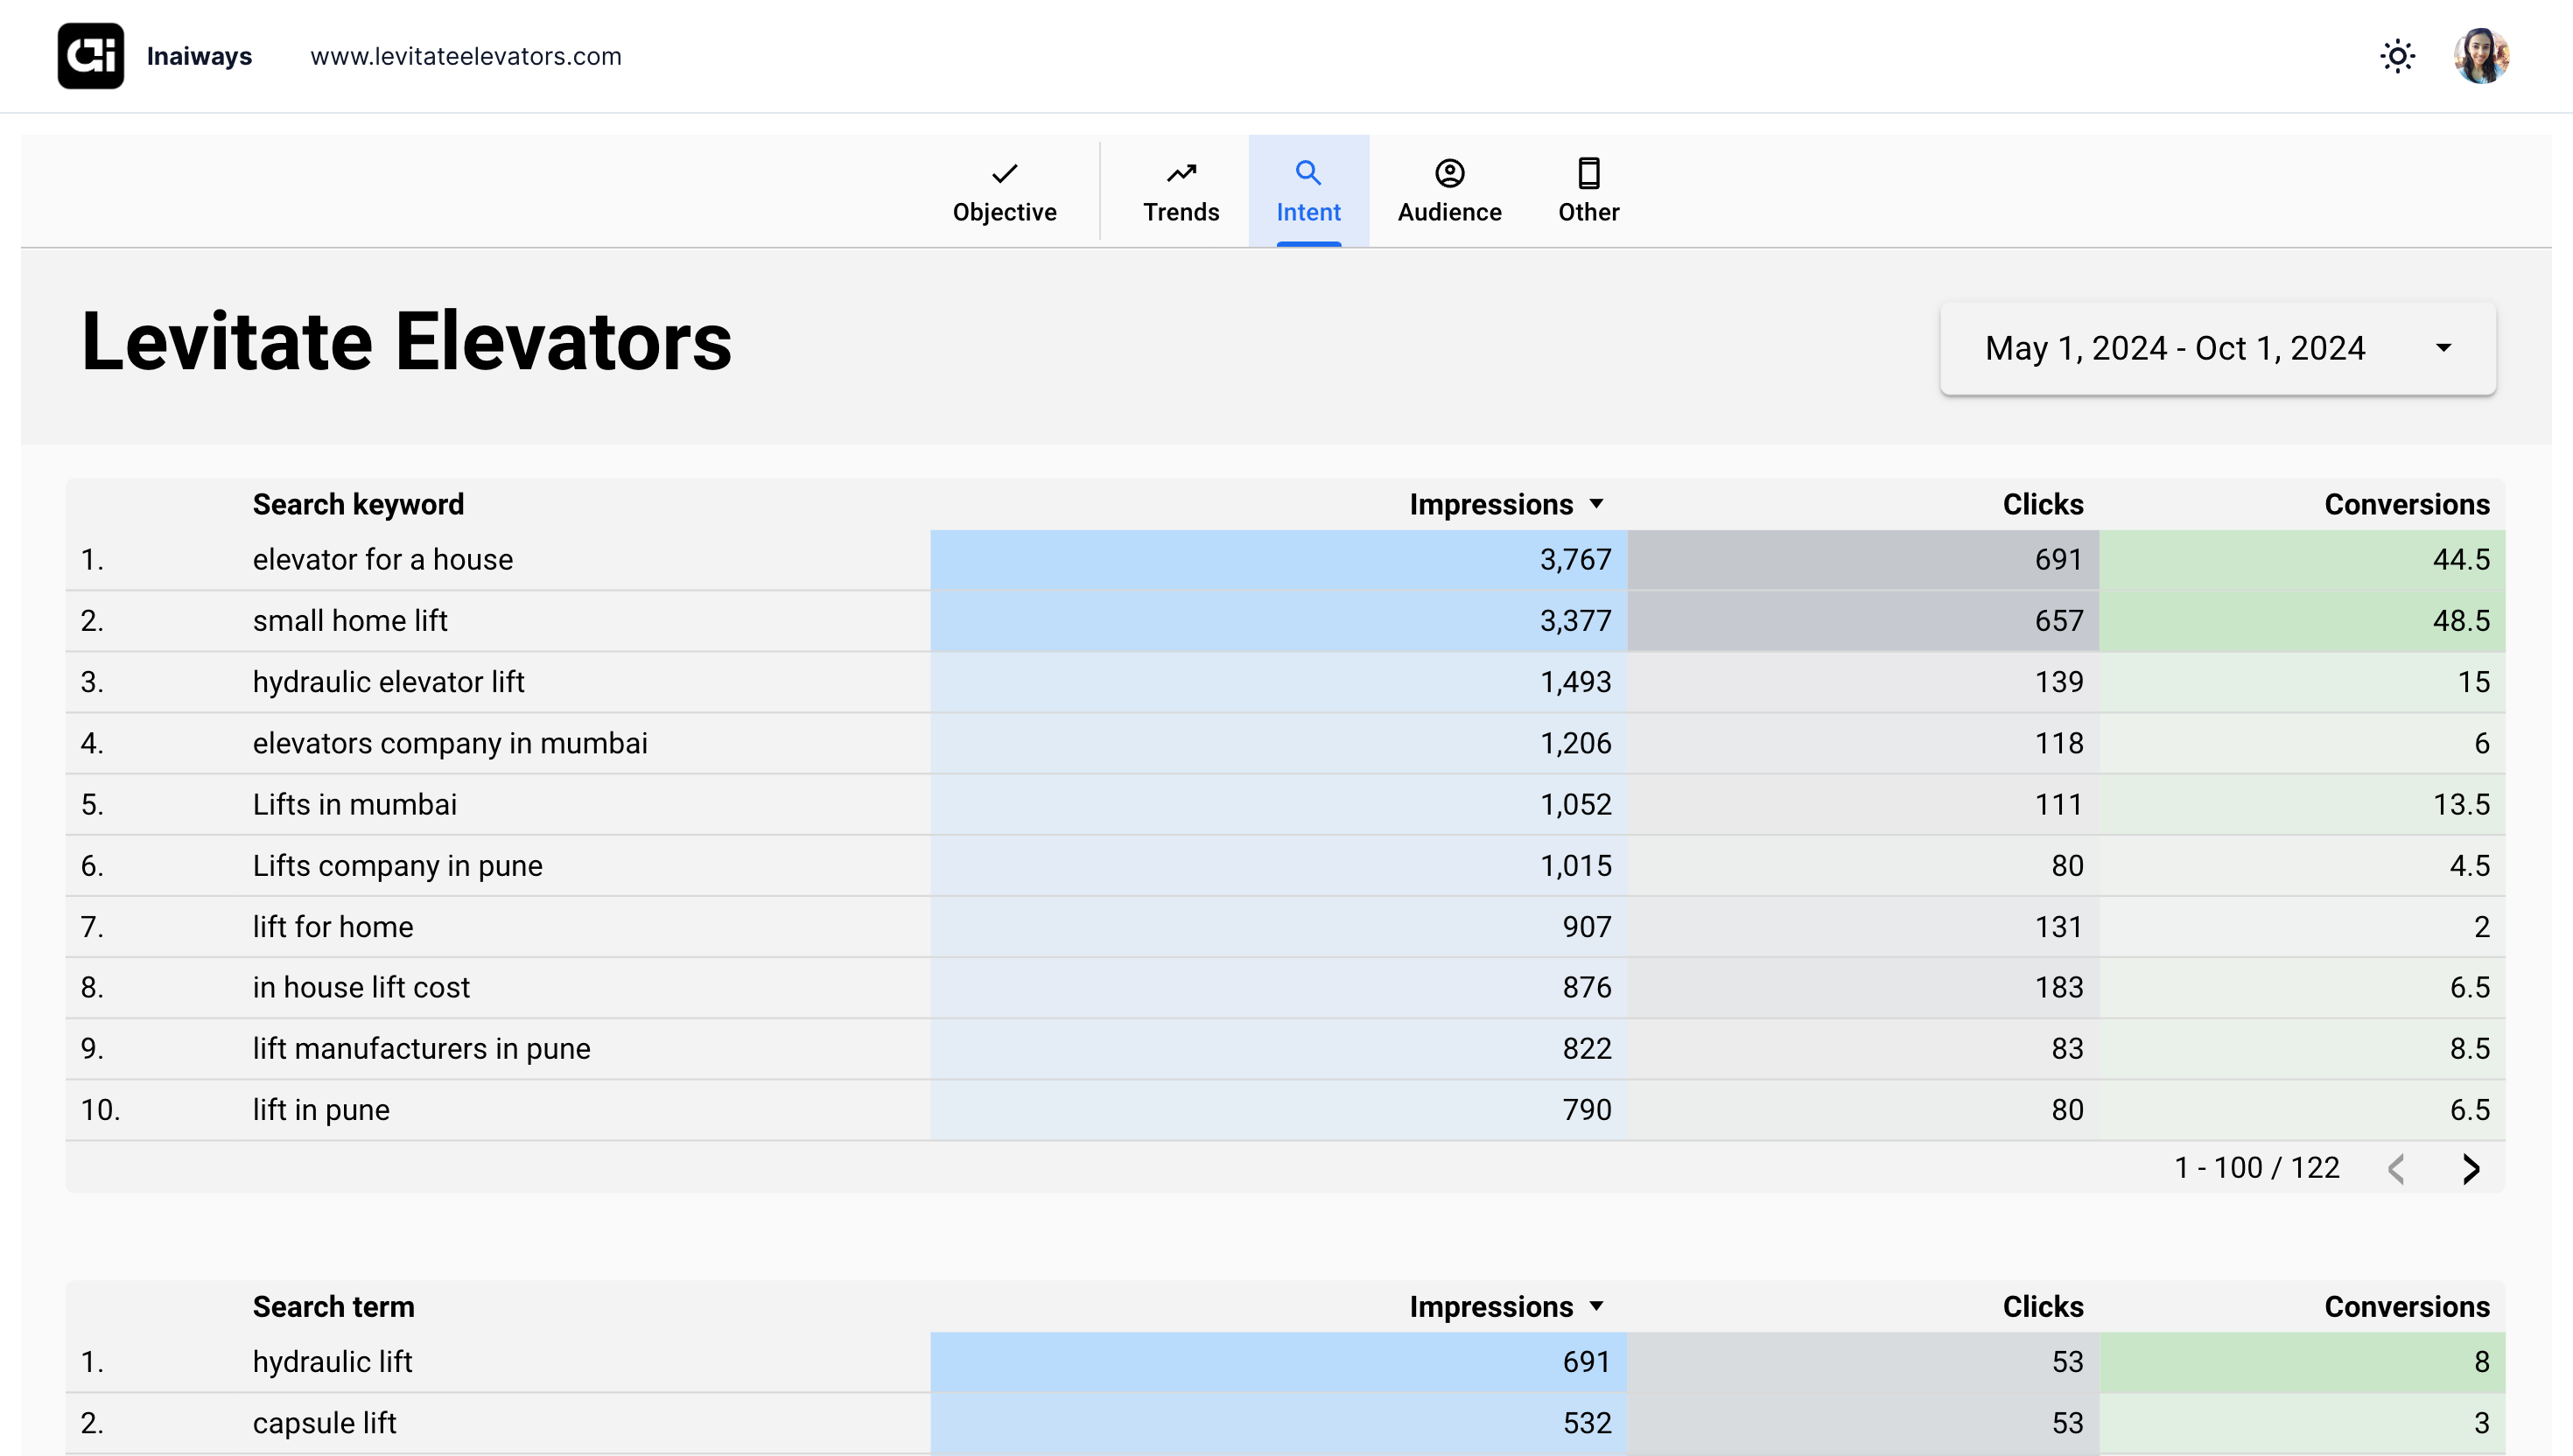 Inaiways www.levitateelevators.com
Objective Trends Intent Audience Other
Levitate Elevators
May 1, 2024 - Oct 1, 2024
Search keyword Impressions Clicks Conversions
1. elevator for a house 3,767 691 44.5
2. small home lift 3,377 657 48.5
3. hydraulic elevator lift 1,493 139 15
4. elevators company in mumbai 1,206 118 6
5. Lifts in mumbai 1,052 111 13.5
6. Lifts company in pune 1,015 80 4.5
7. lift for home 907 131 2
8. in house lift cost 876 183 6.5
9. lift manufacturers in pune 822 83 8.5
10. lift in pune 790 80 6.5
1 - 100 / 122
Search term Impressions Clicks Conversions
1. hydraulic lift 691 53 8
2. capsule lift 532 53 3